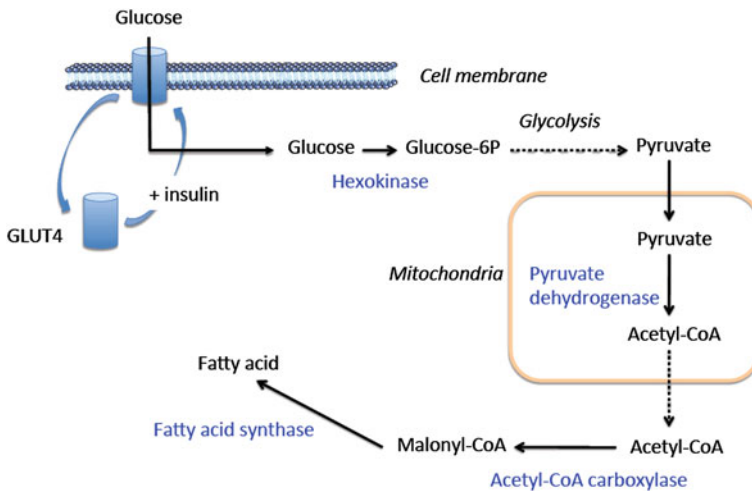 Glucose
Cell membrane
Glycolysis
Glucose
Glucose-6P
Pyruvate
Hexokinase
+ insulin
GLUT4
Pyruvate
Mitochondria
Pyruvate
dehydrogenase
Acetyl-CoA
Fatty acid
Fatty acid synthase
Malonyl-CoA
Acetyl-CoA
Acetyl-CoA carboxylase